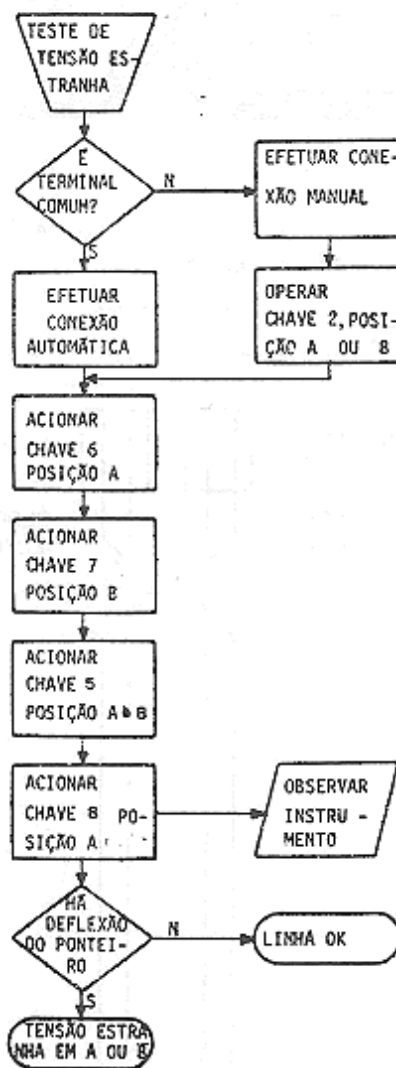 TESTE DE
TENSÃO ES-
TRANHA
É
TERMINAL
COMUM?
N
EFETUAR CONE-
XÃO MANUAL
S
OPERAR
CHAVE 2, POSI-
ÇÃO A OU B
EFETUAR
CONEXÃO
AUTOMÁTICA
ACIONAR
CHAVE 6
POSIÇÃO A
ACIONAR
CHAVE 7
POSIÇÃO B
ACIONAR
CHAVE 5
POSIÇÃO A B
ACIONAR
CHAVE 8 PO-
SIÇÃO A
OBSERVAR
INSTRU-
MENTO
HÁ
DEFLEXÃO
DO PONTEI-
RO
N
LINHA OK
S
TENSÃO ESTRA
NHA EM A OU B